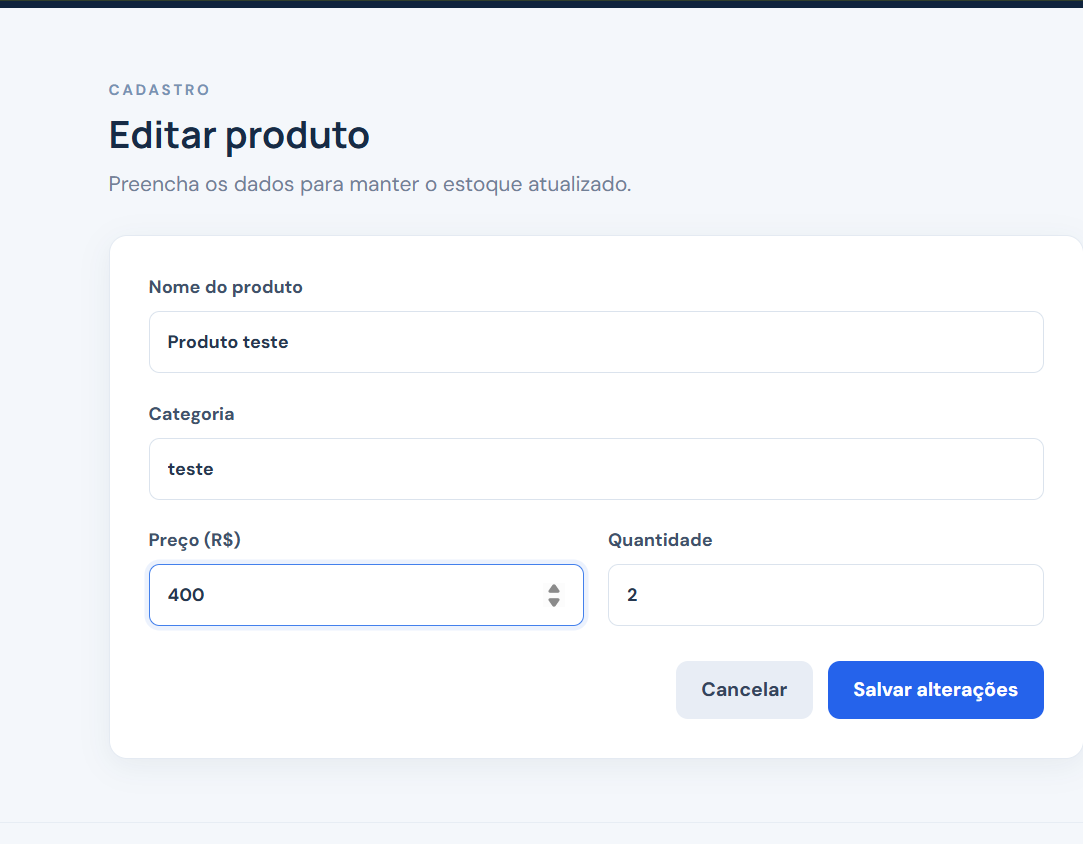 CADASTRO
Editar produto
Preencha os dados para manter o estoque atualizado.
Nome do produto
Produto teste
Categoria
teste
Preço (R$) Quantidade
400 2
Cancelar Salvar alterações